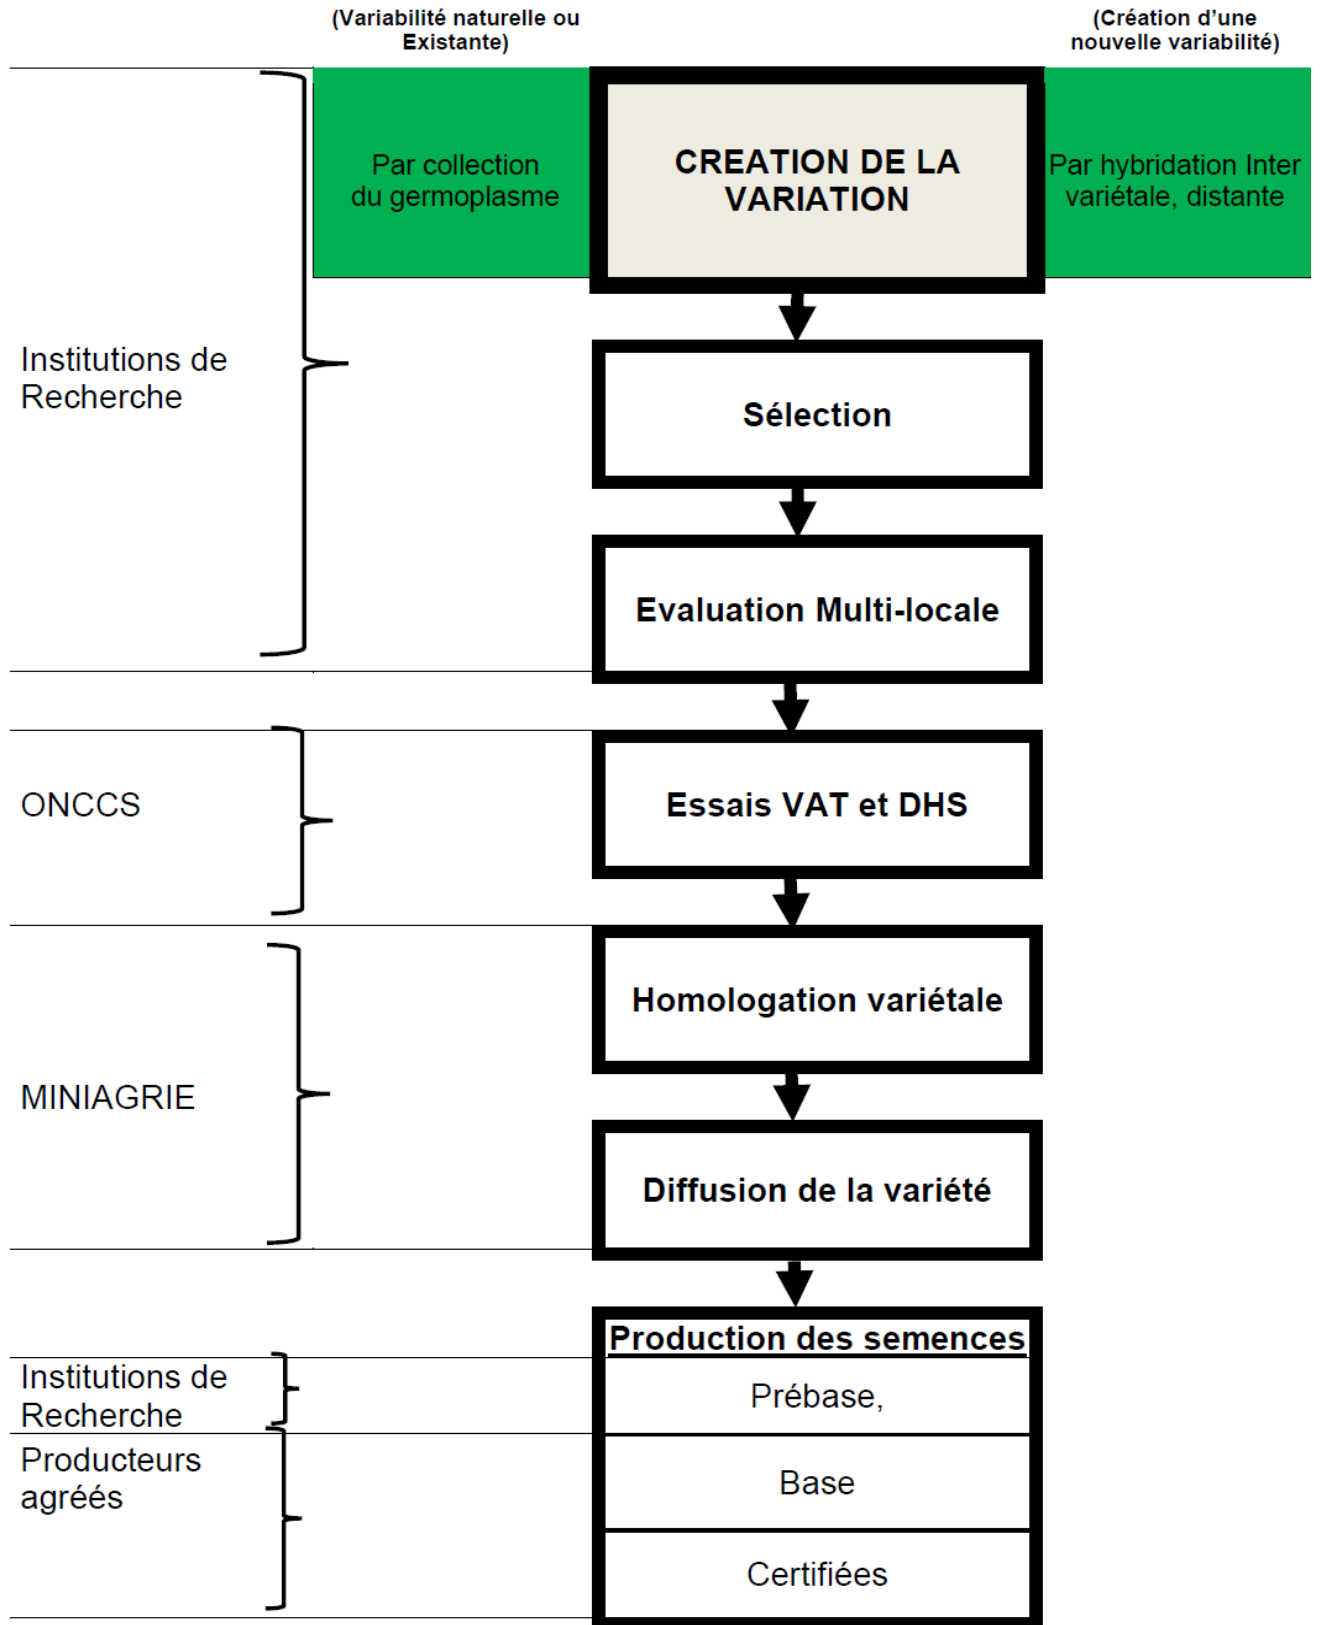 (Variabilité naturelle ou
Existante)
(Création d’une
nouvelle variabilité)
Par collection
du germoplasme
CREATION DE LA
VARIATION
Par hybridation Inter
variétale, distante
Institutions de
Recherche
Sélection
Evaluation Multi-locale
ONCCS
Essais VAT et DHS
Homologation variétale
MINIAGRIE
Diffusion de la variété
Production des semences
Institutions de
Recherche
Prébase,
Producteurs
agréés
Base
Certifiées